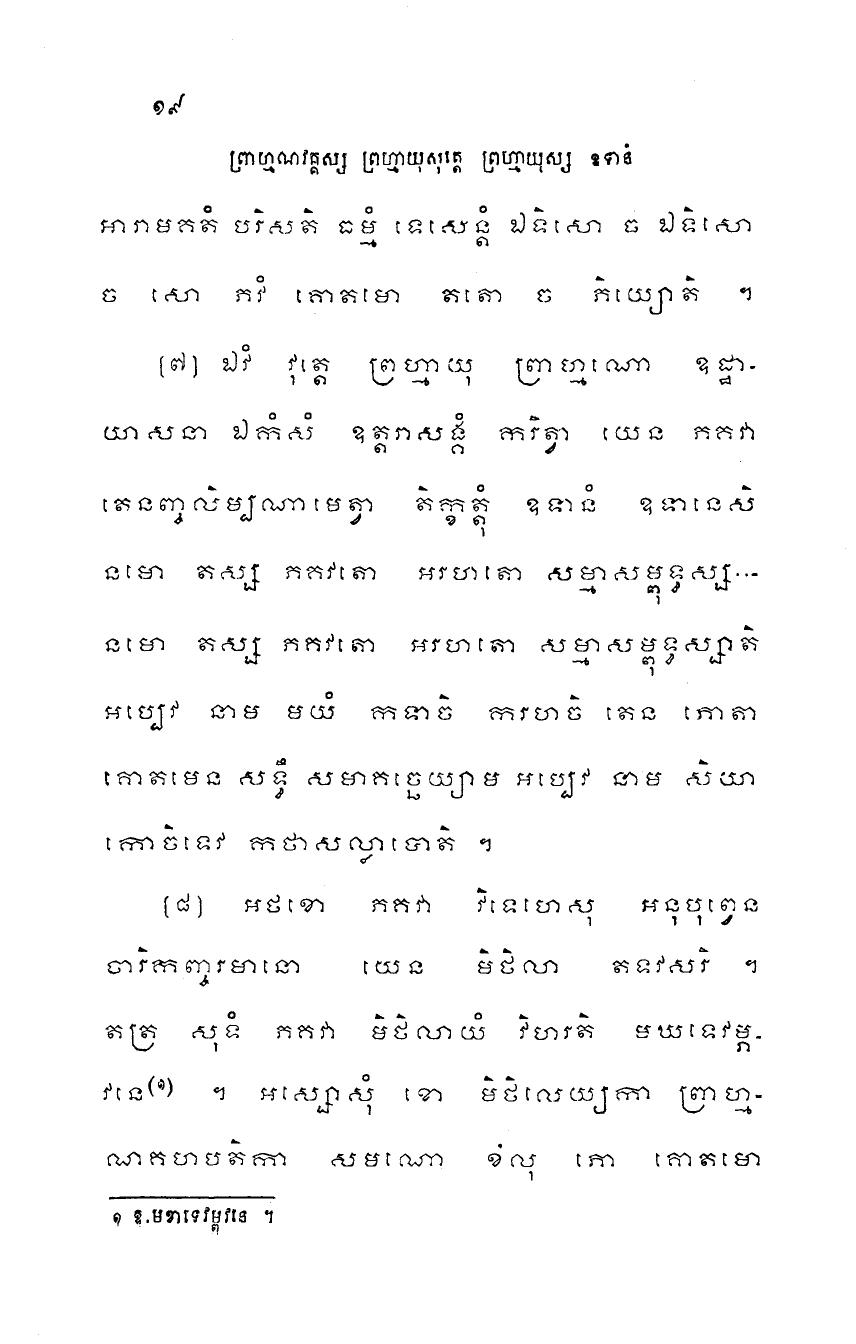 ១៩
ព្រាហ្មណវគ្គស្ស ព្រហ្មាយុសុត្តេ ព្រហ្មាយុស្ស ឧទានំ
អារាមគតំ បរិសតិ ធម្មំ ទេសេន្តំ ឯទិសោ ច ឯទិសោ
ច សោ ភវំ គោតមោ តតោ ច ភិយ្យោតិ ។
[៧] ឯវំ វុត្តេ ព្រហ្មាយុ ព្រាហ្មណោ ឧដ្ឋា-
យាសនា ឯកំសំ ឧត្តរាសង្គំ ករិត្វា យេន ភគវា
តេនញ្ចលិម្បណាមេត្វា តិក្ខត្តុំ ឧទានំ ឧទានេសិ
នមោ តស្ស ភគវតោ អរហតោ សម្មាសម្ពុទ្ធស្ស...
នមោ តស្ស ភគវតោ អរហតោ សម្មាសម្ពុទ្ធស្សាតិ
អប្បេវ នាម មយំ កទាចិ ករហចិ តេន ភោតា
គោតមេន សទ្ធឹ សមាគច្ឆេយ្យាម អប្បេវ នាម សិយា
កោចិទេវ កថាសល្លាបោតិ ។
[៨] អថខោ ភគវា វិទេហេសុ អនុបុព្វេន
ចារិកញ្ចរមានោ យេន មិថិលា តទវសរិ ។
តត្រ សុទំ ភគវា មិថិលាយំ វិហរតិ មឃទេវម្ព-
វនេ(១) ។ អស្សោសុំ ខោ មិថិលេយ្យកា ព្រាហ្ម-
ណគហបតិកា សមណោ ខលុ ភោ គោតមោ
១ ឱ.មខាទេវម្ពវនេ ។